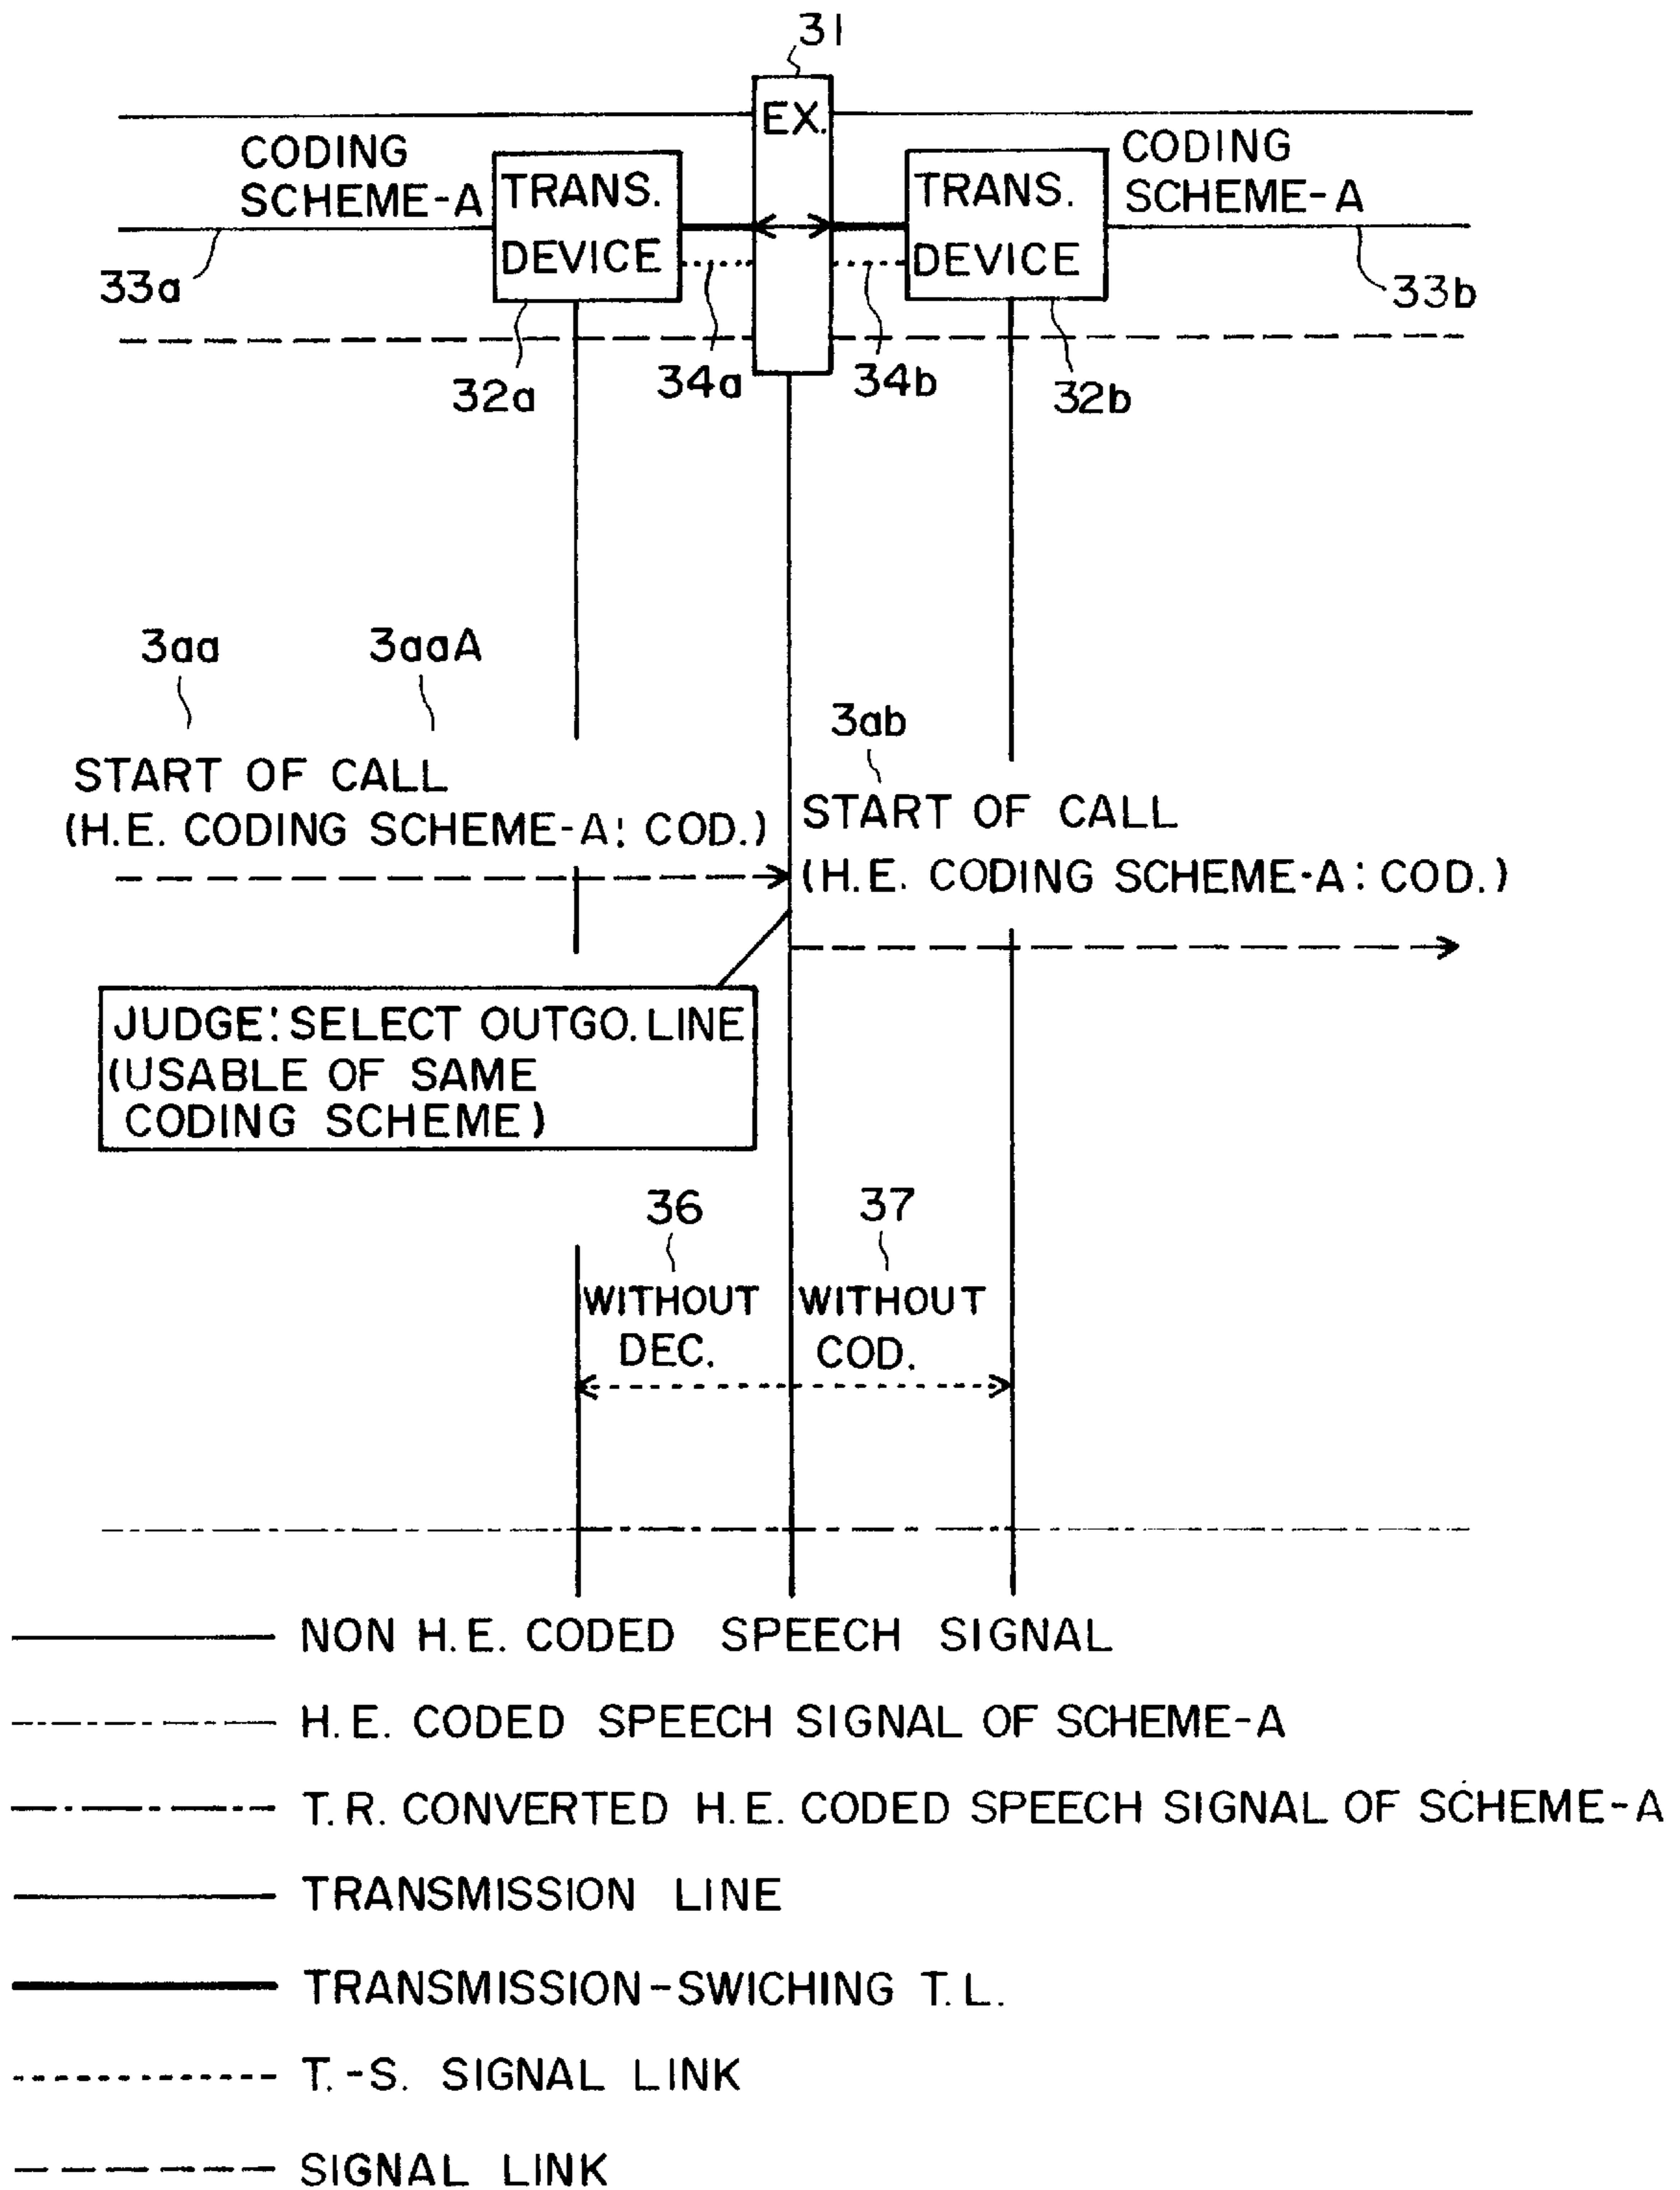 31
EX.
CODING
SCHEME-A
TRANS.
DEVICE
TRANS.
DEVICE
CODING
SCHEME-A
33a
33b
32a
34a
34b
32b
3aa
3aaA
3ab
START OF CALL
(H.E. CODING SCHEME-A: COD.)
START OF CALL
(H.E. CODING SCHEME-A: COD.)
JUDGE: SELECT OUTGO. LINE
(USABLE OF SAME
CODING SCHEME)
36
37
WITHOUT
DEC.
WITHOUT
COD.
NON H.E. CODED SPEECH SIGNAL
H.E. CODED SPEECH SIGNAL OF SCHEME-A
T.R. CONVERTED H.E. CODED SPEECH SIGNAL OF SCHEME-A
TRANSMISSION LINE
TRANSMISSION-SWICHING T.L.
T.-S. SIGNAL LINK
SIGNAL LINK